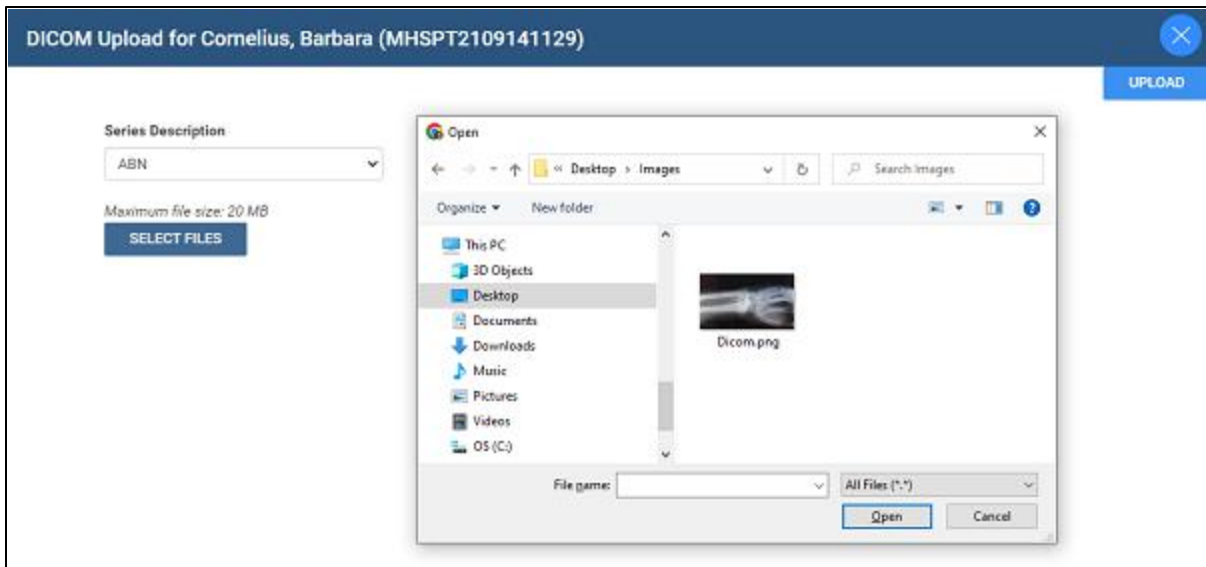 DICOM Upload for Cornelius, Barbara (MHSPT2109141129)
UPLOAD
Series Description
ABN
Maximum file size: 20 MB
SELECT FILES
Open
« Desktop › Images
Search Images
Organize
New folder
This PC
3D Objects
Desktop
Documents
Downloads
Music
Pictures
Videos
OS (C:)
Dicom.png
File name:
All Files (*.*)
Open
Cancel